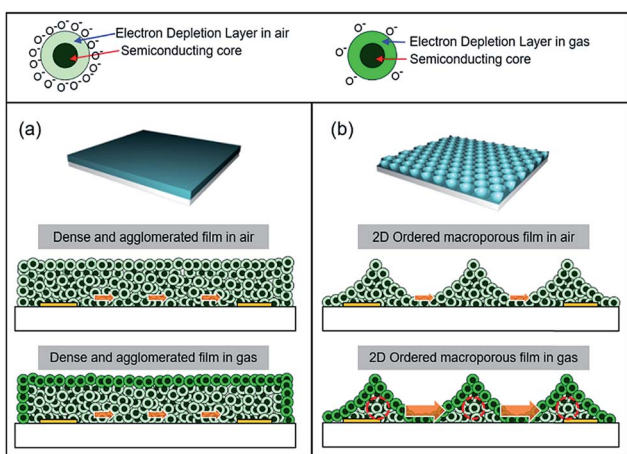 Electron Depletion Layer in air
Semiconducting core
O⁻ O⁻ O⁻ O⁻ O⁻ O⁻ O⁻ O⁻ O⁻ O⁻ O⁻ O⁻ O⁻
Electron Depletion Layer in gas
Semiconducting core
O⁻ O⁻ O⁻ O⁻
(a)
Dense and agglomerated film in air
Dense and agglomerated film in gas
(b)
2D Ordered macroporous film in air
2D Ordered macroporous film in gas